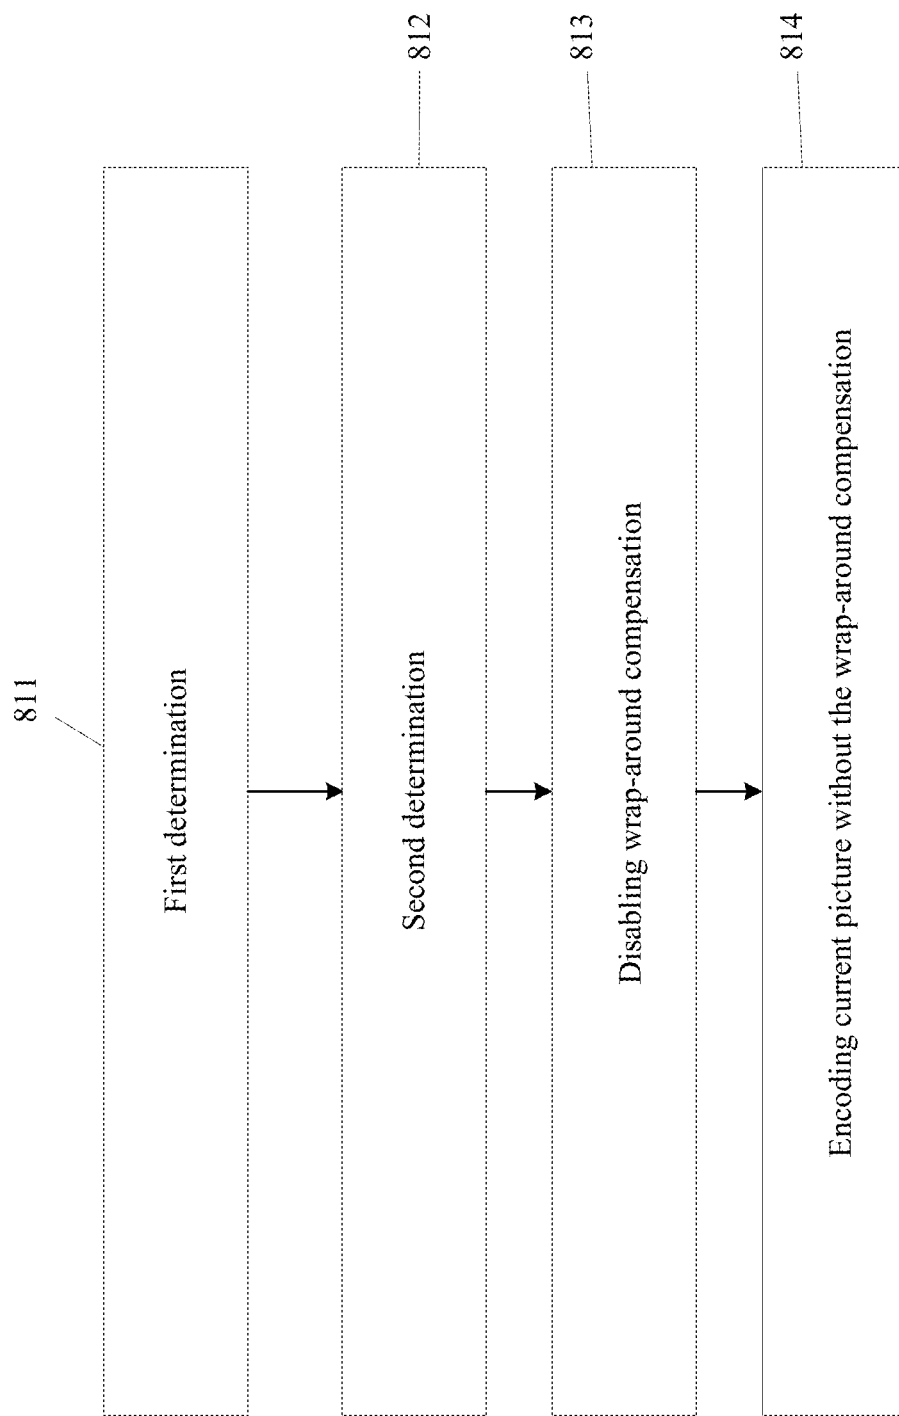 811
First determination
812
Second determination
813
Disabling wrap-around compensation
814
Encoding current picture without the wrap-around compensation